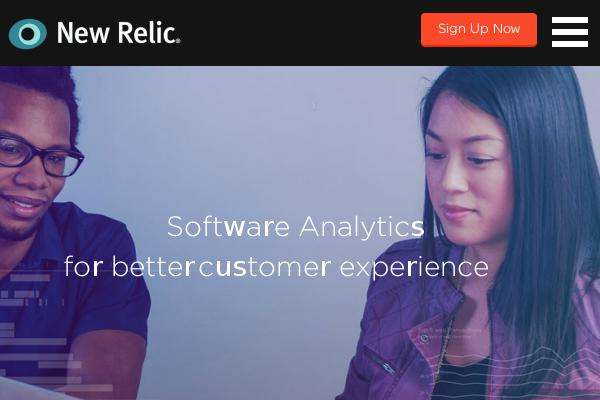 New Relic®
Sign Up Now
Software Analytics
for better customer experience